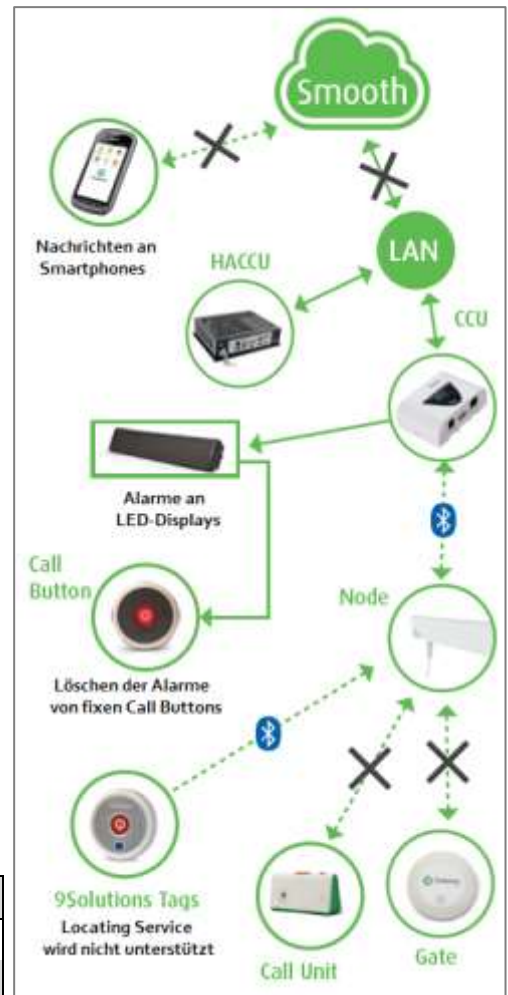 Smooth
Nachrichten an
Smartphones
LAN
HACCU
CCU
Alarme an
LED-Displays
Call
Button
Node
Löschen der Alarme
von fixen Call Buttons
9Solutions Tags
Locating Service
wird nicht unterstützt
Call Unit
Gate